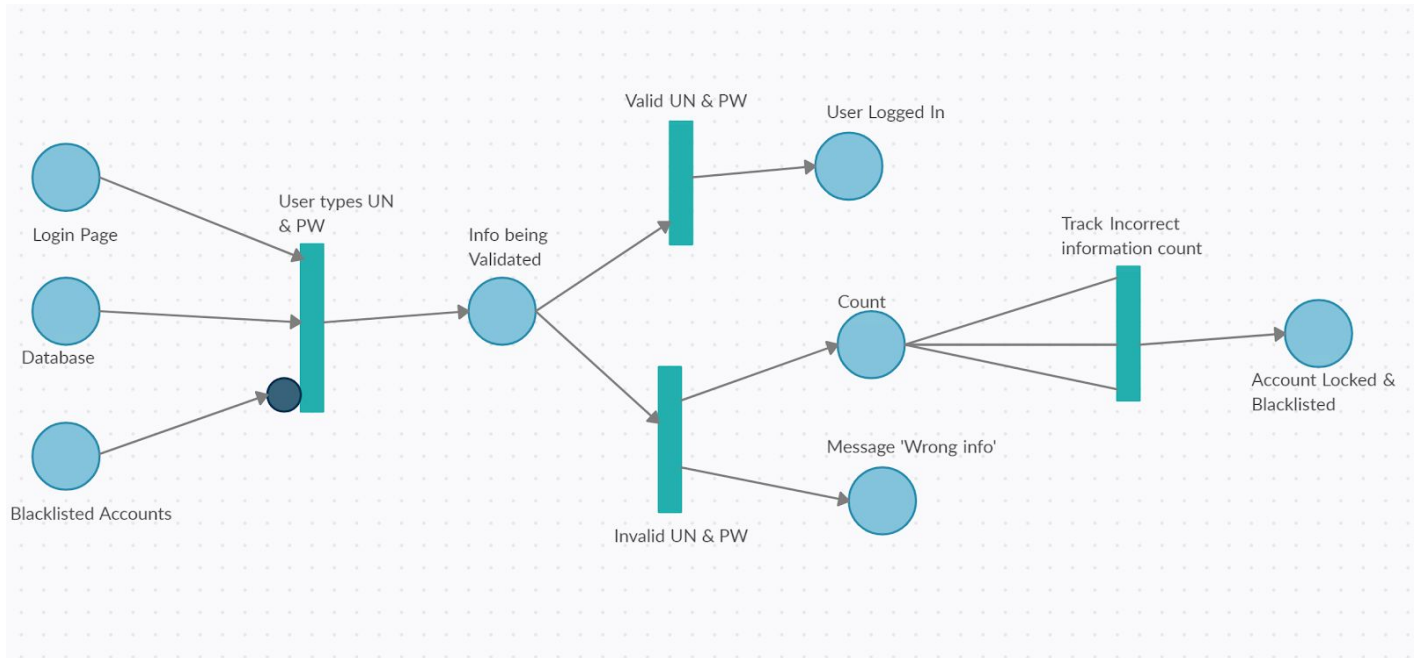 Valid UN & PW
User Logged In
User types UN
& PW
Login Page
Info being
Validated
Track Incorrect
information count
Count
Database
Account Locked &
Blacklisted
Message 'Wrong info'
Blacklisted Accounts
Invalid UN & PW